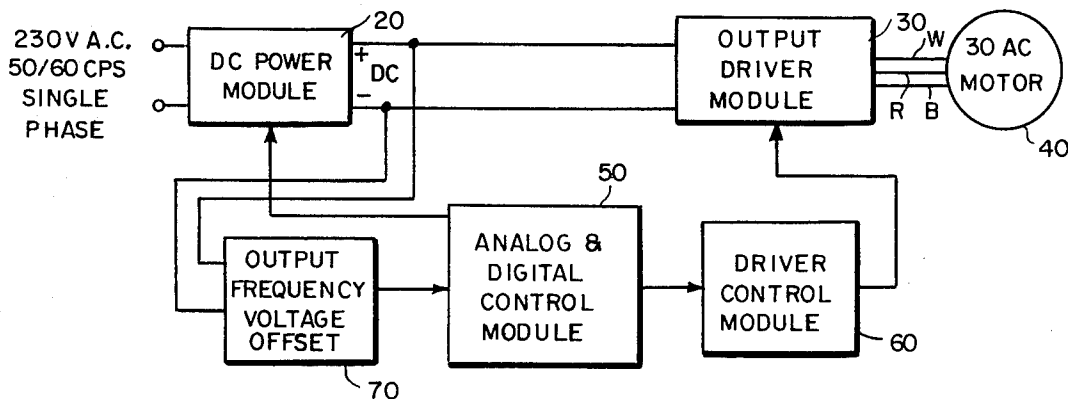 230V A.C.
50/60 CPS
SINGLE
PHASE
20
DC POWER
MODULE
+
DC
-
30
OUTPUT
DRIVER
MODULE
W
R
B
30 AC
MOTOR
40
50
ANALOG &
DIGITAL
CONTROL
MODULE
DRIVER
CONTROL
MODULE
60
OUTPUT
FREQUENCY
VOLTAGE
OFFSET
70